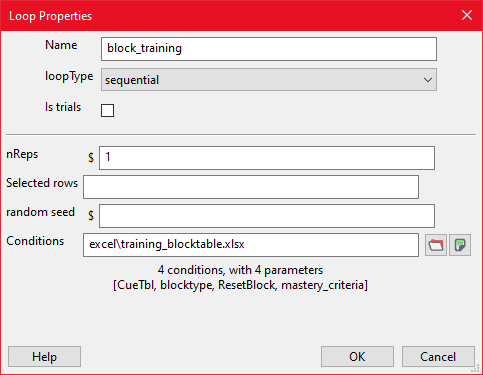 Loop Properties
Name block_training
loopType sequential
Is trials
nReps $ 1
Selected rows
random seed $
Conditions excel\training_blocktable.xlsx
4 conditions, with 4 parameters
[CueTbl, blocktype, ResetBlock, mastery_criteria]
Help OK Cancel